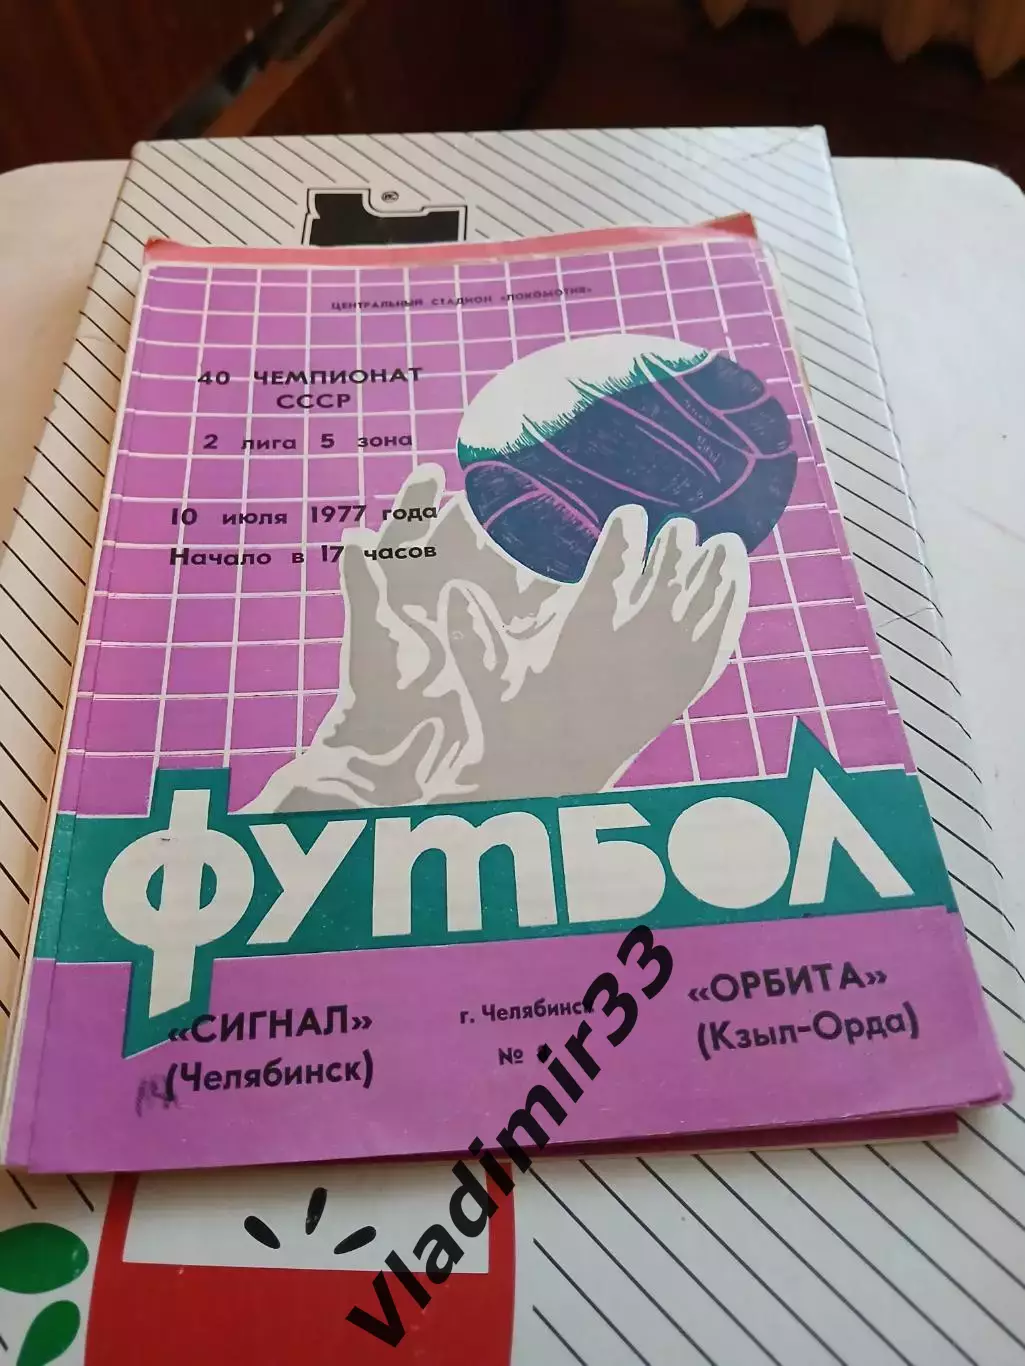 ЦЕНТРАЛЬНЫЙ СТАДИОН «ЛОКОМОТИВ»
40 ЧЕМПИОНАТ
СССР
2 лига 5 зона
10 июля 1977 года
Начало в 17 часов
ФУТБОЛ
«СИГНАЛ»
(Челябинск)
г. Челябинск
№
«ОРБИТА»
(Кзыл-Орда)
vladimir33